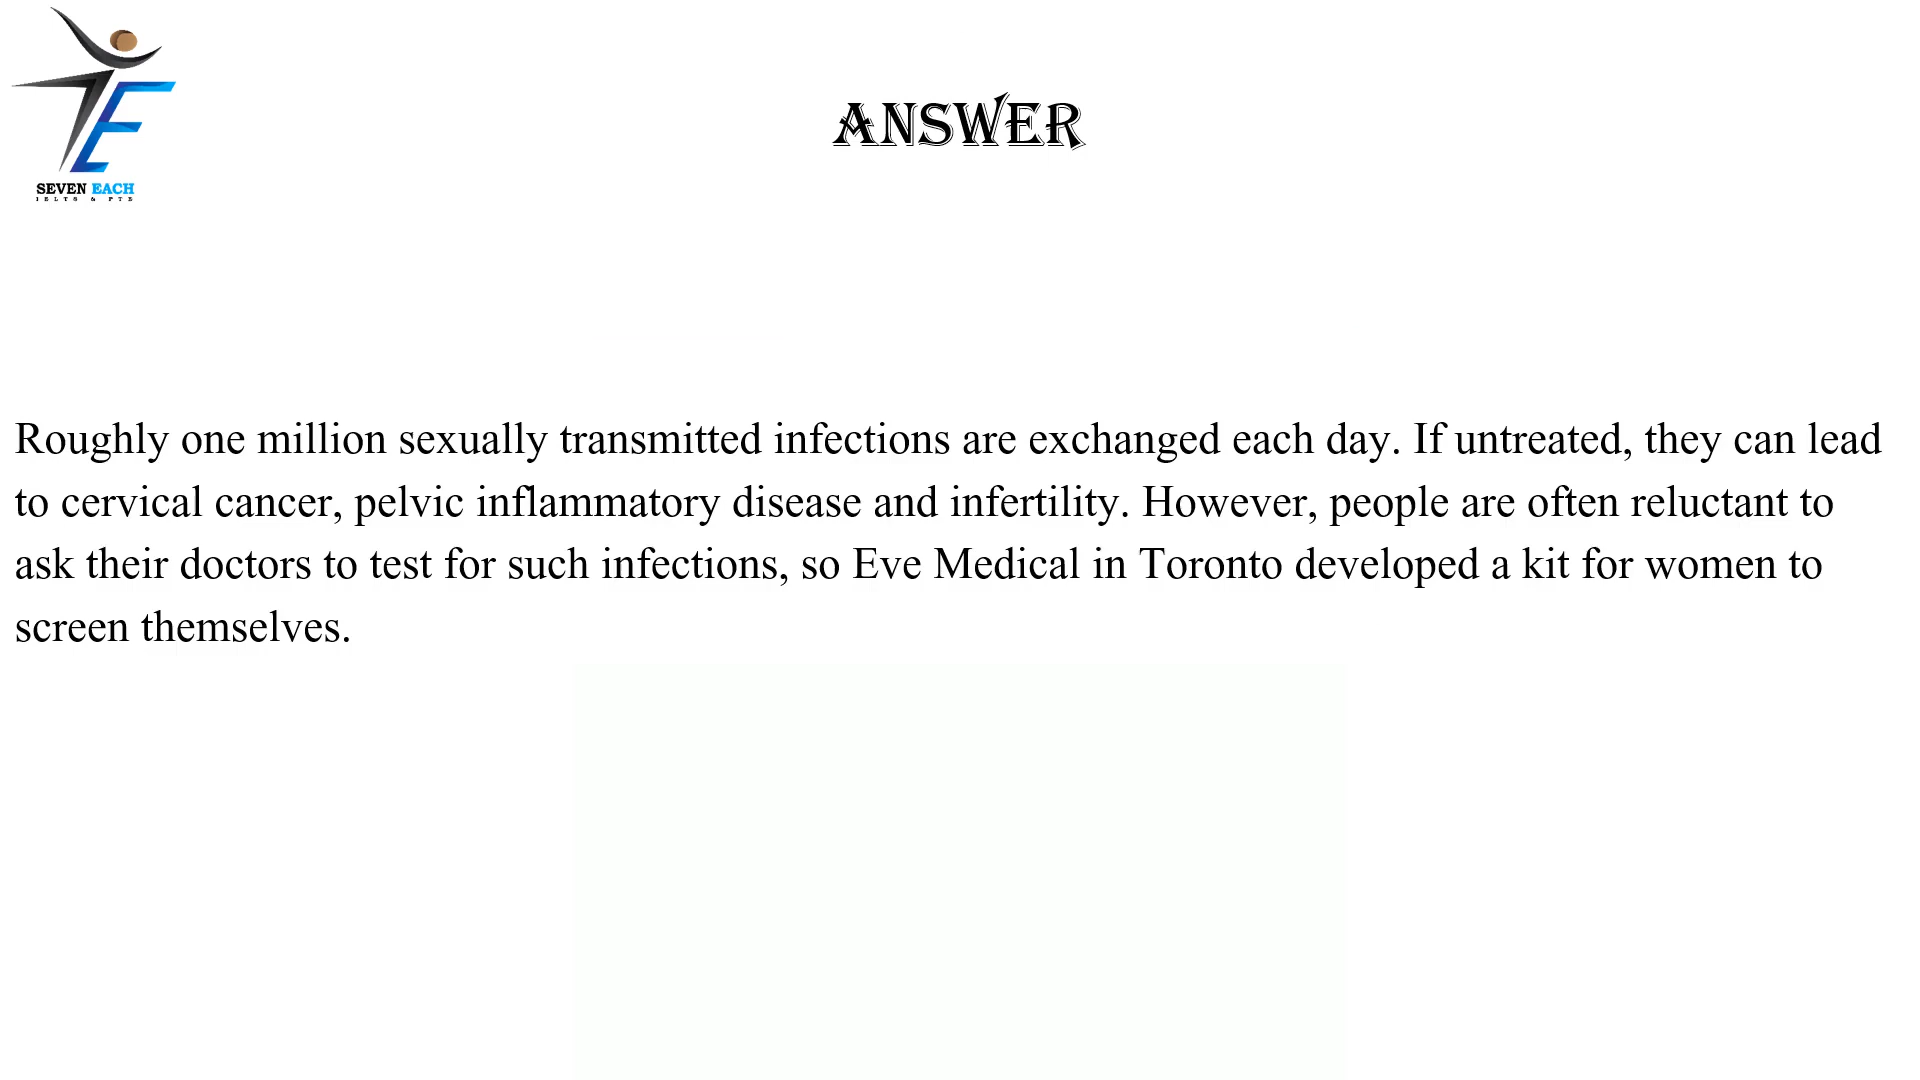 ANSWER
SEVEN EACH
IELTS & PTE
Roughly one million sexually transmitted infections are exchanged each day. If untreated, they can lead
to cervical cancer, pelvic inflammatory disease and infertility. However, people are often reluctant to
ask their doctors to test for such infections, so Eve Medical in Toronto developed a kit for women to
screen themselves.